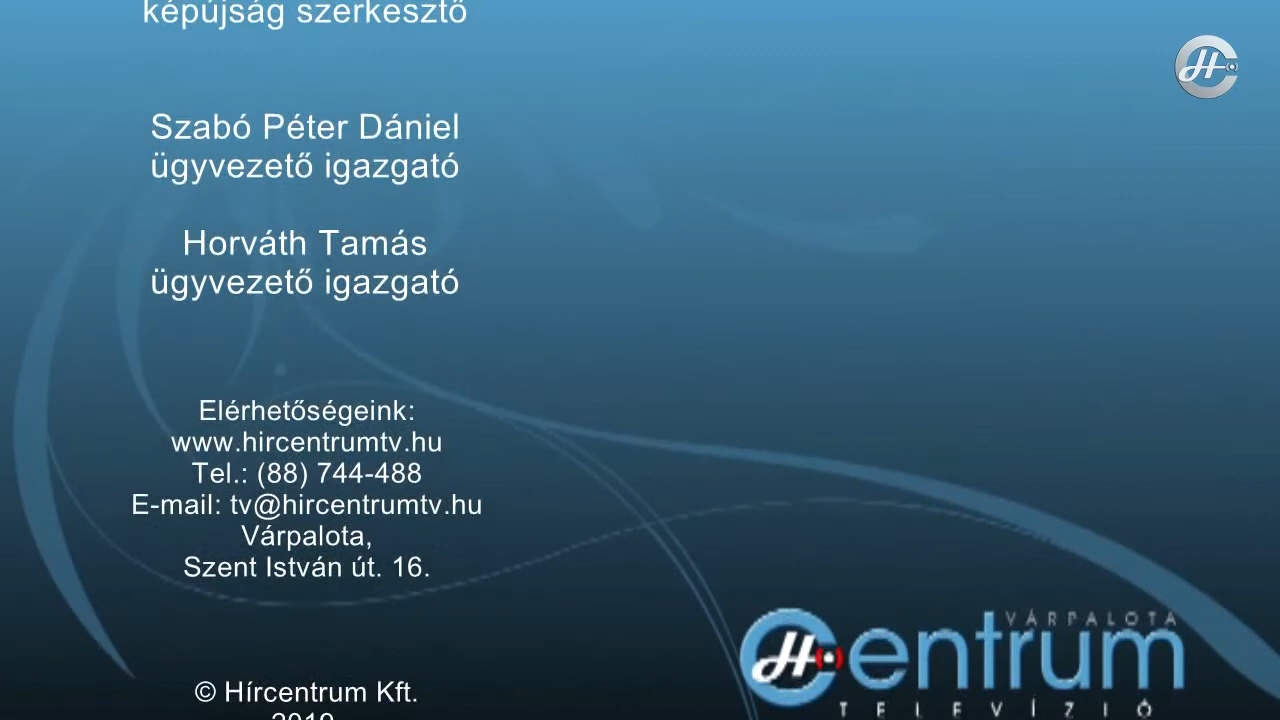 képújság szerkesztő
Szabó Péter Dániel
ügyvezető igazgató
Horváth Tamás
ügyvezető igazgató
Elérhetőségeink:
www.hircentrumtv.hu
Tel.: (88) 744-488
E-mail: tv@hircentrumtv.hu
Várpalota,
Szent István út. 16.
© Hírcentrum Kft.
VÁRPALOTA
Hcentrum
TELEVÍZIÓ